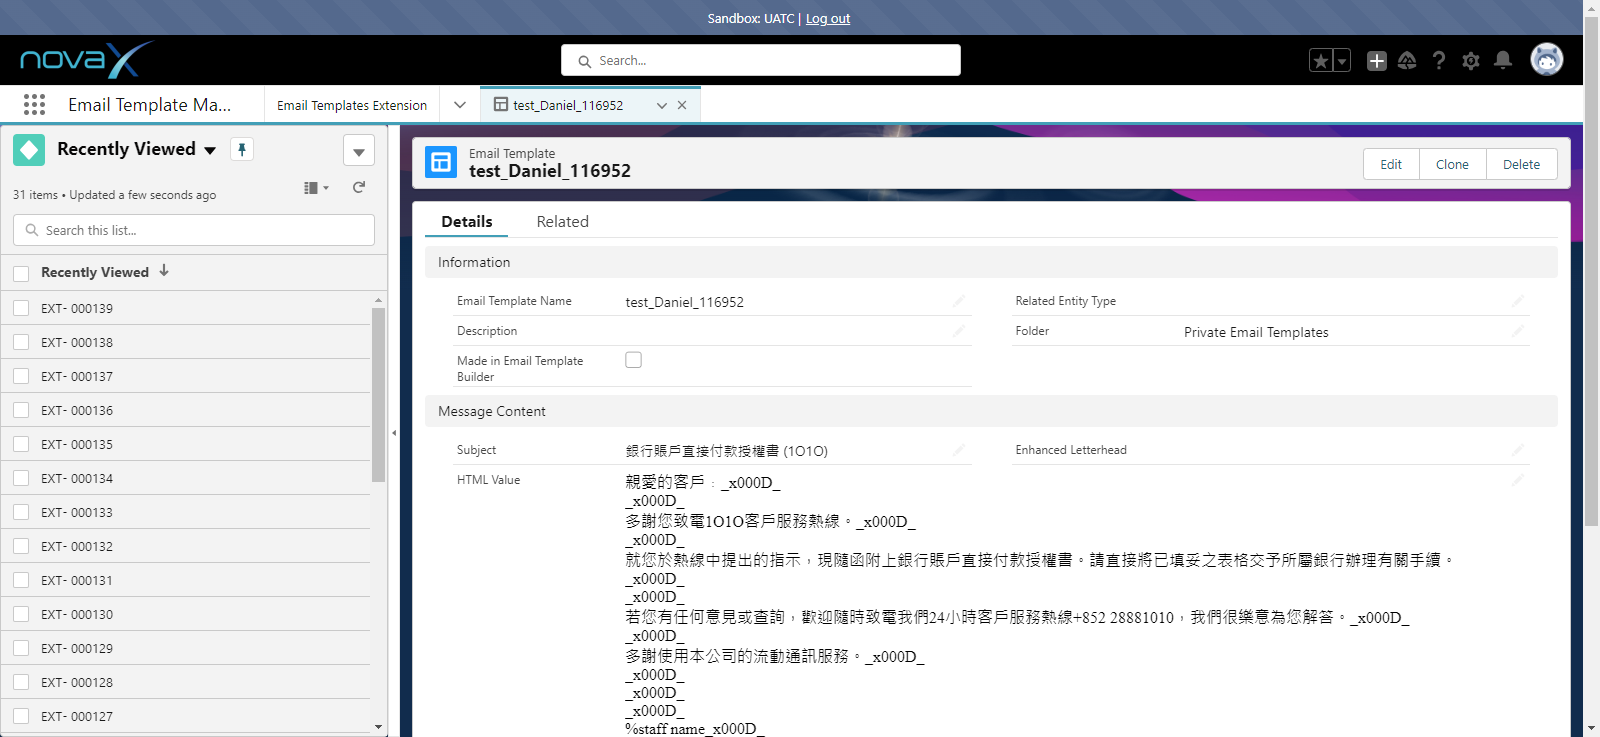 Sandbox: UATC | Log out
novaX
Search...
Email Template Ma...
Email Templates Extension
test_Daniel_116952
Recently Viewed
31 items • Updated a few seconds ago
Search this list...
Recently Viewed
EXT- 000139
EXT- 000138
EXT- 000137
EXT- 000136
EXT- 000135
EXT- 000134
EXT- 000133
EXT- 000132
EXT- 000131
EXT- 000130
EXT- 000129
EXT- 000128
EXT- 000127
Email Template
test_Daniel_116952
Edit
Clone
Delete
Details
Related
Information
Email Template Name
test_Daniel_116952
Related Entity Type
Description
Folder
Private Email Templates
Made in Email Template
Builder
Message Content
Subject
銀行賬戶直接付款授權書 (1O1O)
Enhanced Letterhead
HTML Value
親愛的客戶﹕_x000D_
_x000D_
多謝您致電1O1O客戶服務熱線。_x000D_
_x000D_
就您於熱線中提出的指示，現隨函附上銀行賬戶直接付款授權書。請直接將已填妥之表格交予所屬銀行辦理有關手續。
_x000D_
_x000D_
若您有任何意見或查詢，歡迎隨時致電我們24小時客戶服務熱線+852 28881010，我們很樂意為您解答。_x000D_
_x000D_
多謝使用本公司的流動通訊服務。_x000D_
_x000D_
_x000D_
_x000D_
%staff name_x000D_